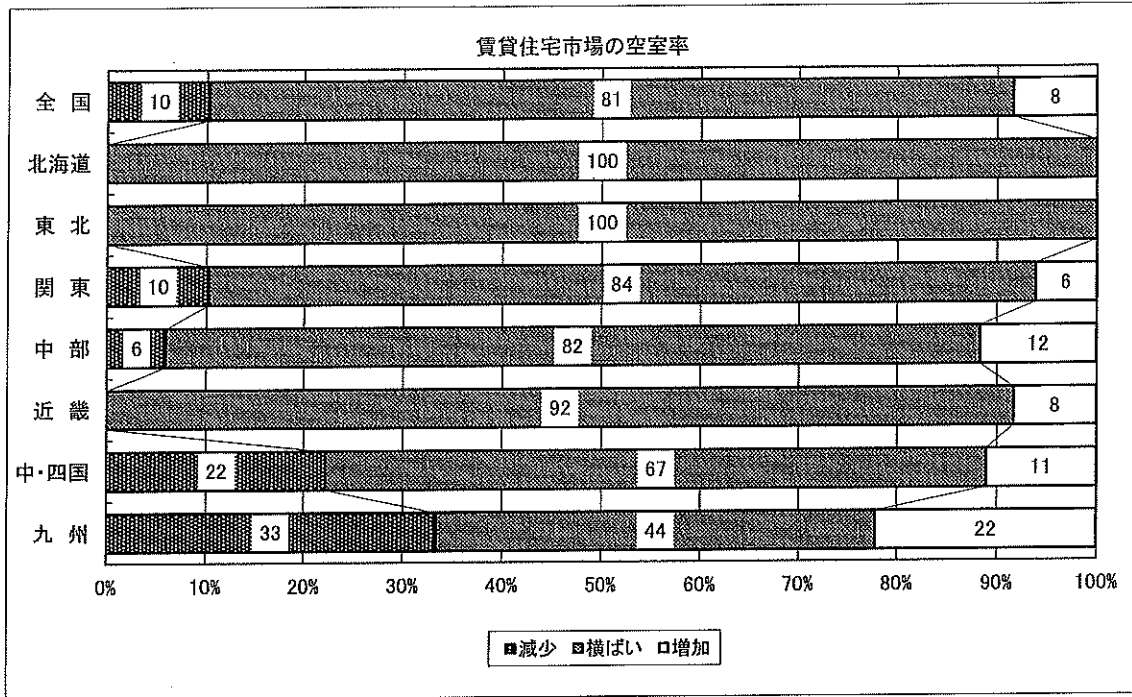 賃貸住宅市場の空室率
全 国 10 81 8
北海道 100
東 北 100
関 東 10 84 6
中 部 6 82 12
近 畿 92 8
中・四国 22 67 11
九 州 33 44 22
0% 10% 20% 30% 40% 50% 60% 70% 80% 90% 100%
減少 横ばい 増加